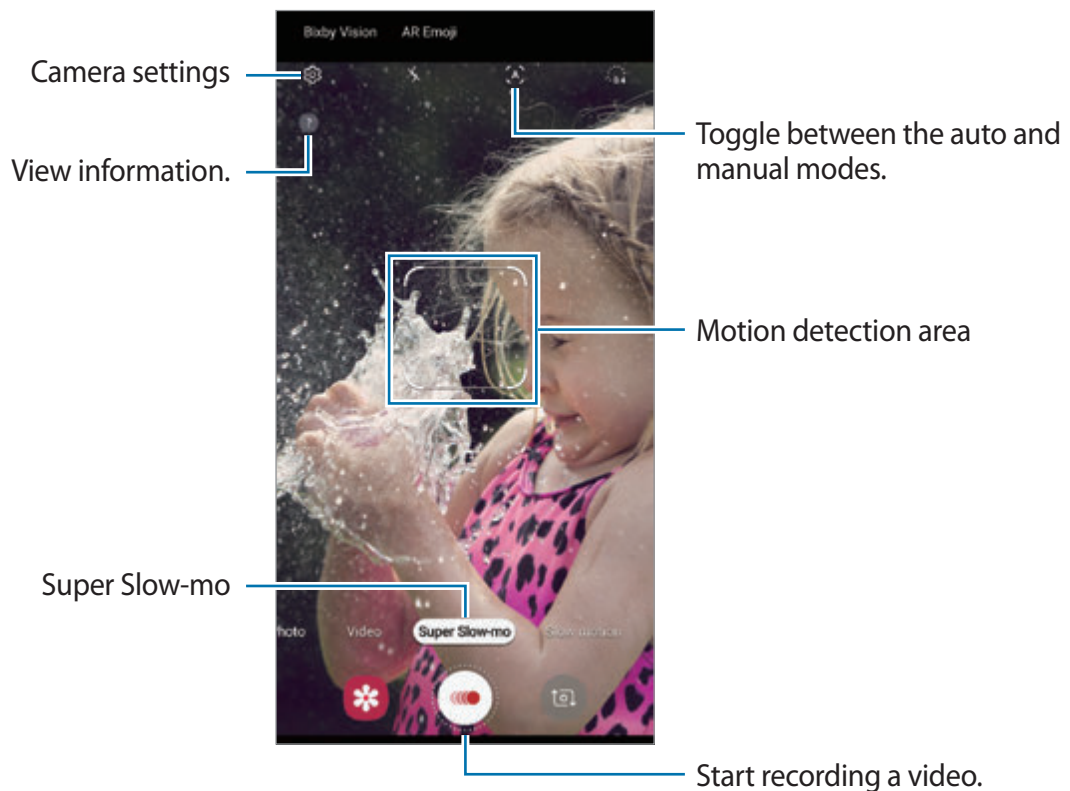 Bixby Vision AR Emoji
Camera settings
View information.
Toggle between the auto and
manual modes.
Motion detection area
Super Slow-mo
hoto Video Super Slow-mo Slow motion
Start recording a video.